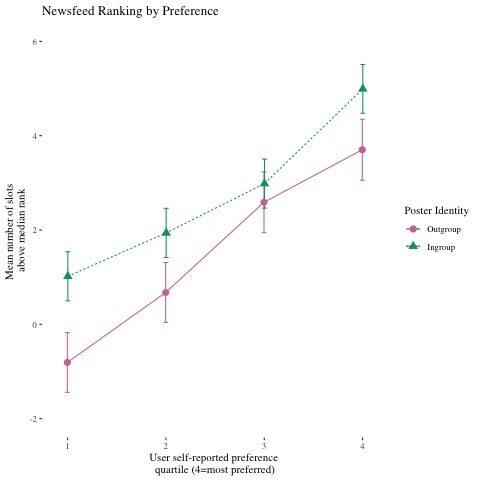 Newsfeed Ranking by Preference
6
4
2
0
-2
Mean number of slots
above median rank
1
2
3
4
User self-reported preference
quartile (4=most preferred)
Poster Identity
Outgroup
Ingroup